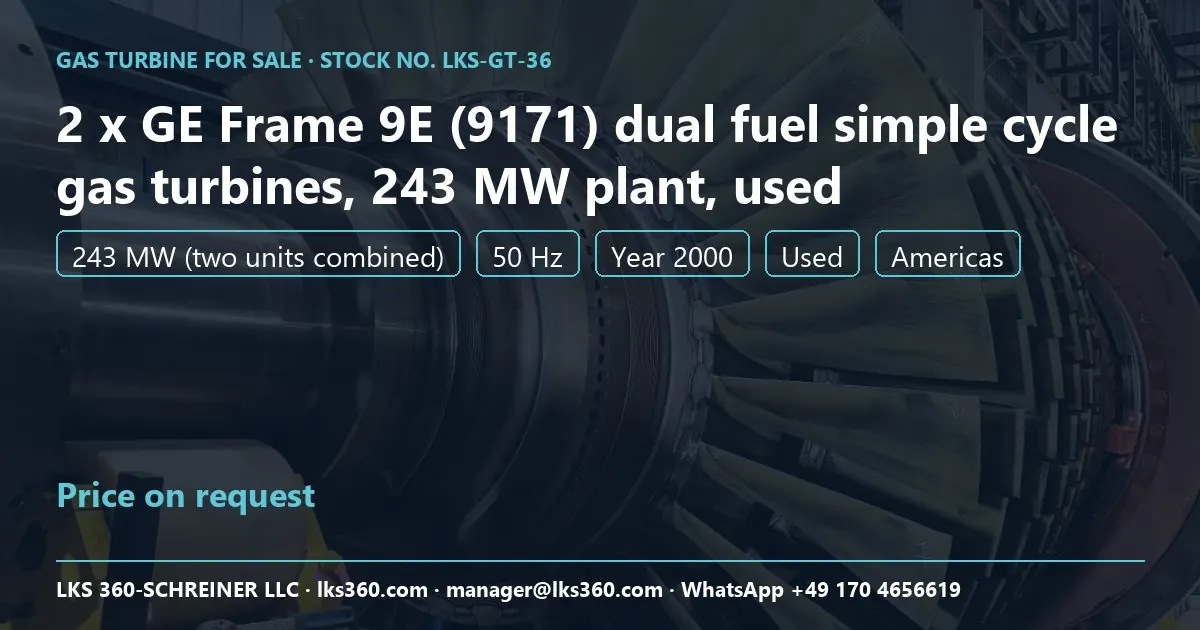 GAS TURBINE FOR SALE · STOCK NO. LKS-GT-36
2 x GE Frame 9E (9171) dual fuel simple cycle
gas turbines, 243 MW plant, used
243 MW (two units combined) 50 Hz Year 2000 Used Americas
Price on request
LKS 360-SCHREINER LLC · lks360.com · manager@lks360.com · WhatsApp +49 170 4656619